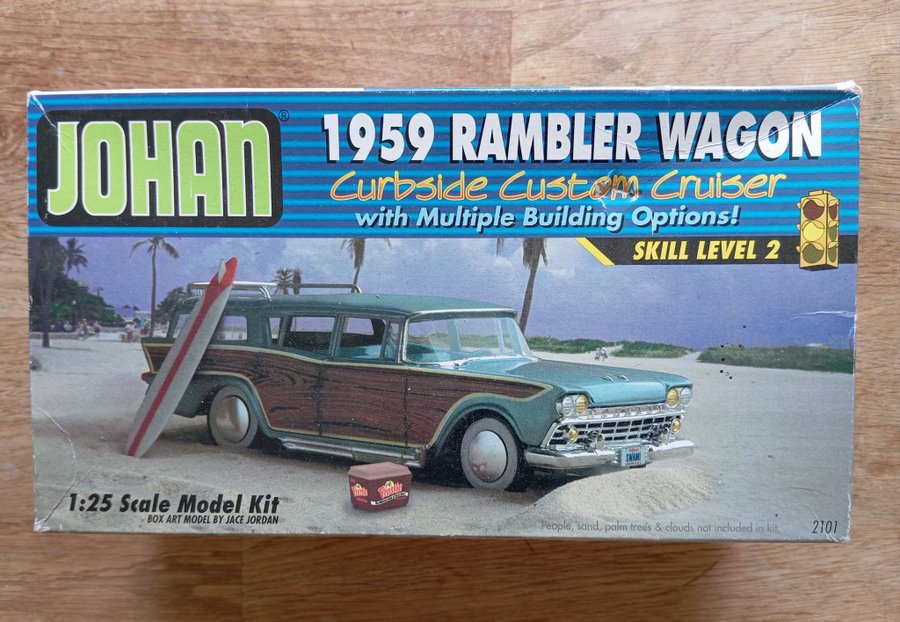 JOHAN®
1959 RAMBLER WAGON
Curbside Custom Cruiser
with Multiple Building Options!
SKILL LEVEL 2
SWAMI
1:25 Scale Model Kit
BOX ART MODEL BY JACE JORDAN
People, sand, palm trees & clouds not included in kit.
2101